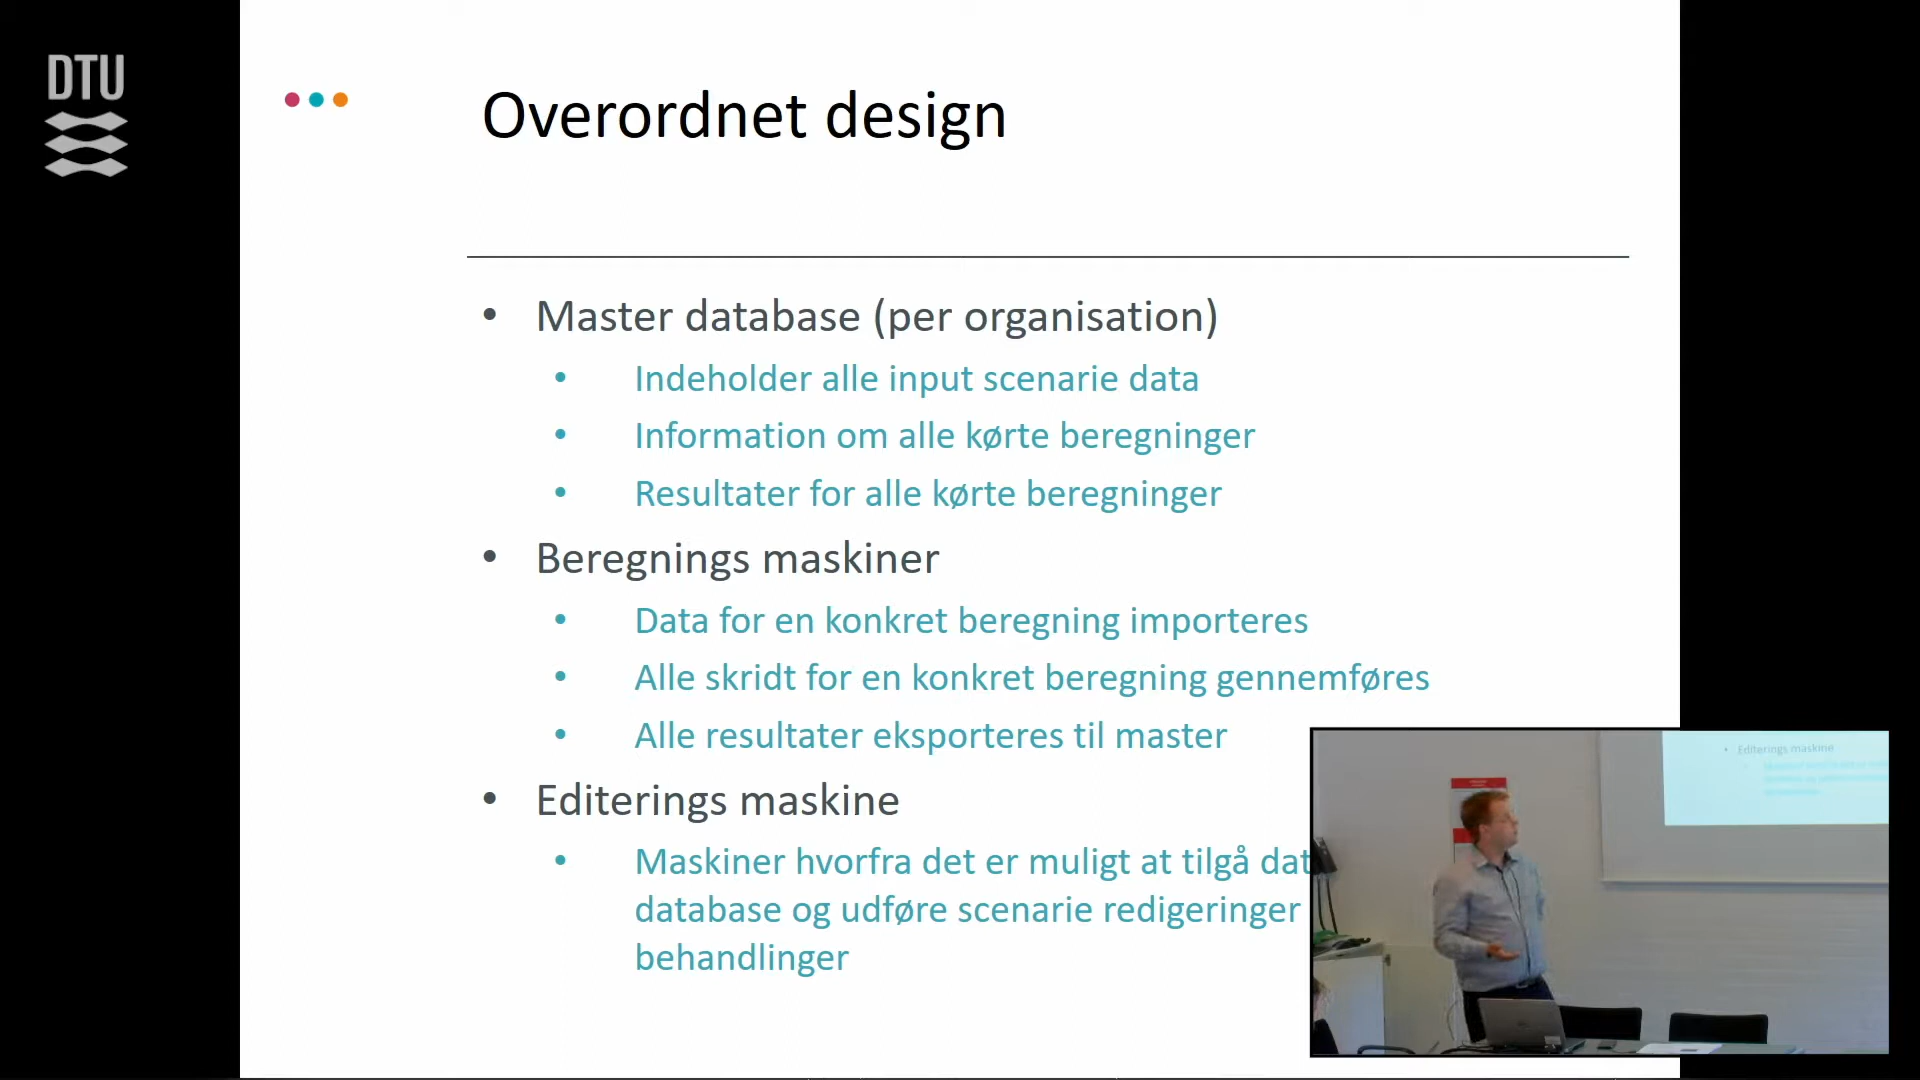 DTU
Overordnet design
Master database (per organisation)
Indeholder alle input scenarie data
Information om alle kørte beregninger
Resultater for alle kørte beregninger
Beregnings maskiner
Data for en konkret beregning importeres
Alle skridt for en konkret beregning gennemføres
Alle resultater eksporteres til master
Editerings maskine
Maskiner hvorfra det er muligt at tilgå
database og udføre scenarie redigeringer
behandlinger
Editerings maskine